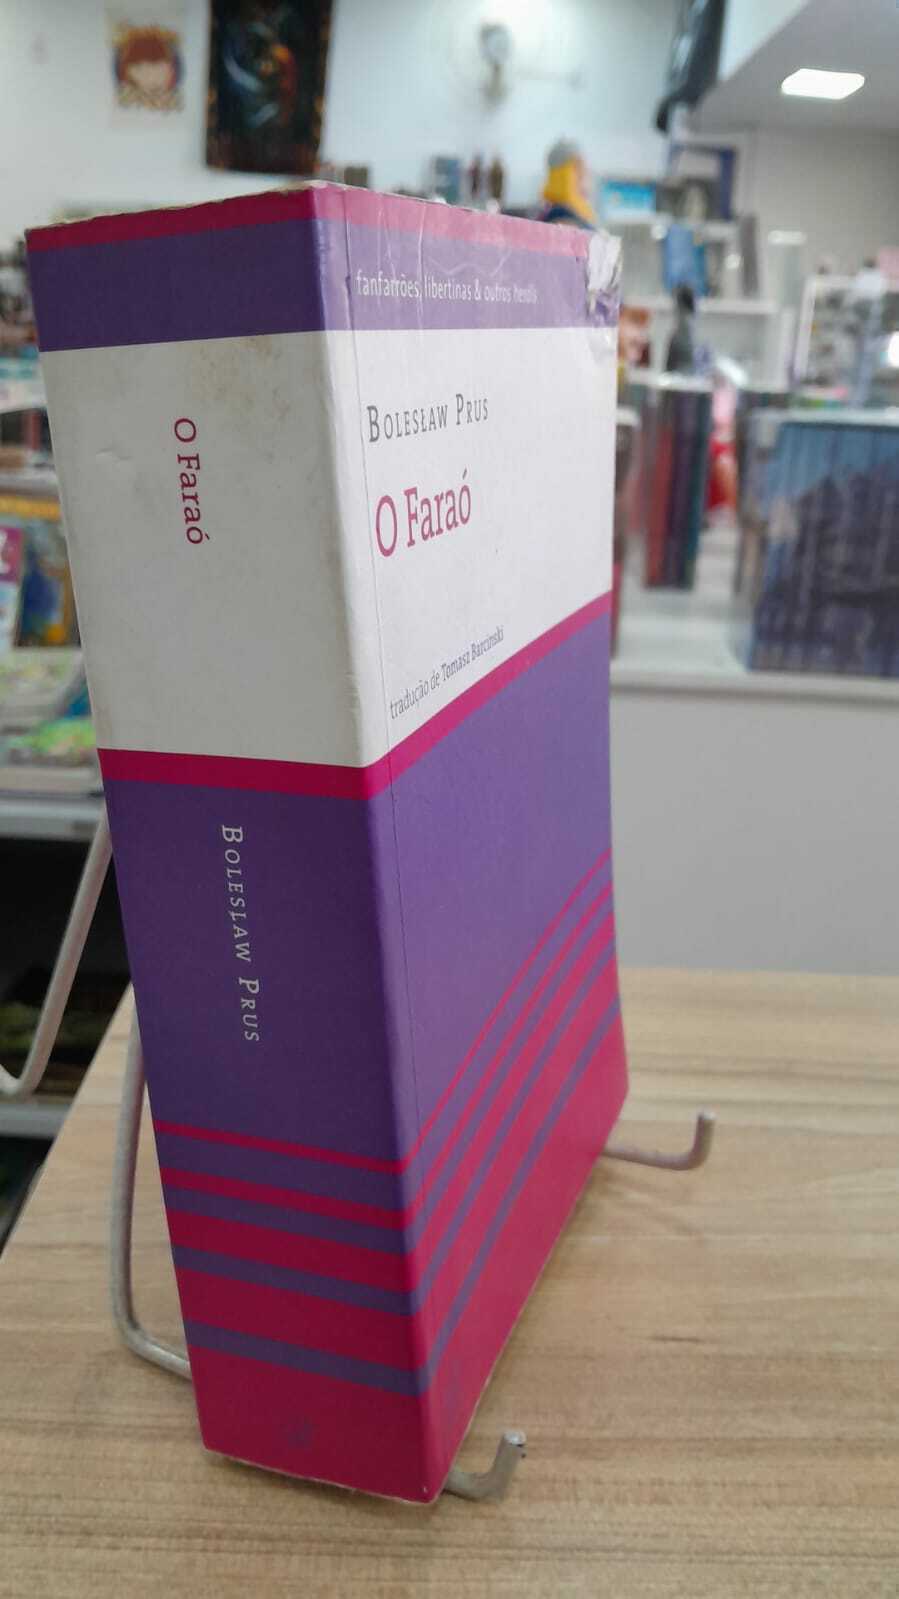 fanfarrões, libertinas & outros heróis
BOLESŁAW PRUS
O Faraó
tradução de Tomasz Barcinski
O Faraó
BOLESŁAW PRUS